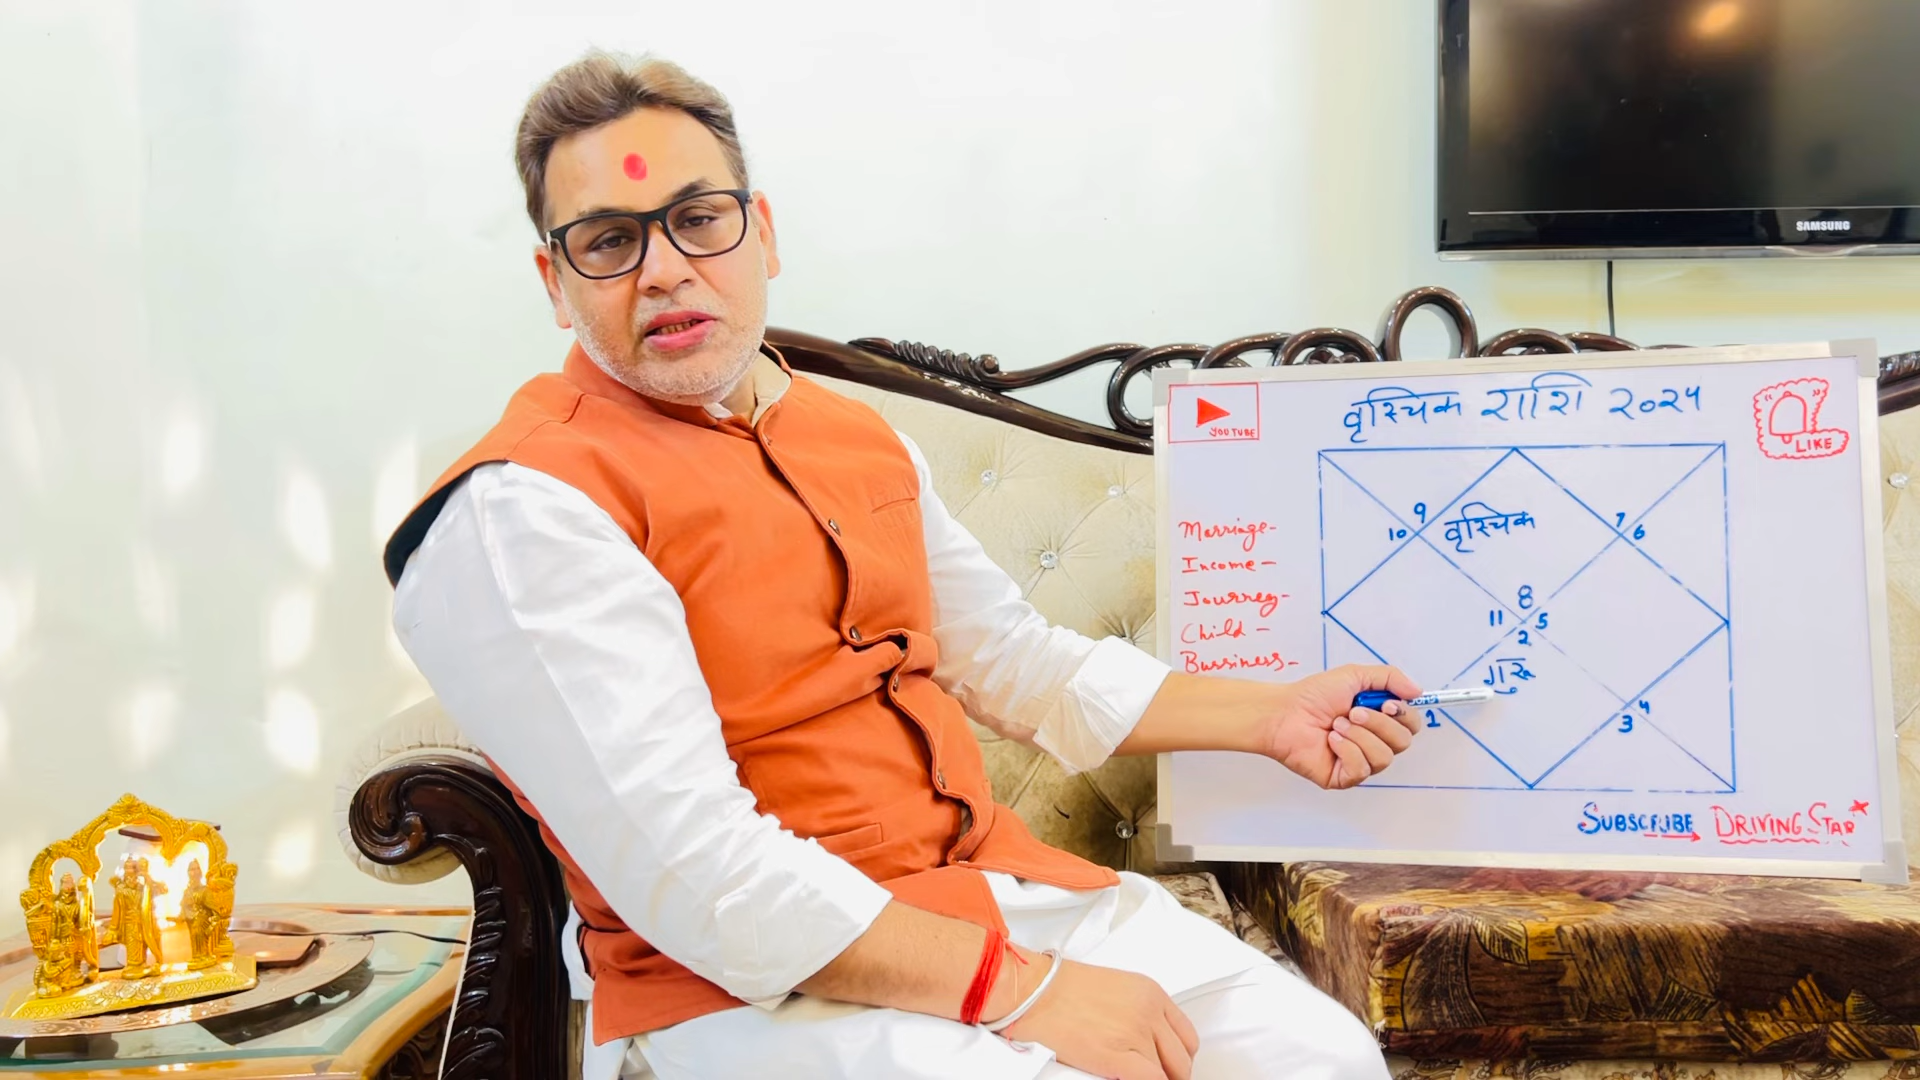 SAMSUNG
वृश्चिक राशि २०२५
YOUTUBE
LIKE
9
10
वृश्चिक
7
6
8
11
5
2
गुरु
1
3
4
Marriage-
Income-
Journey-
Child-
Bussiness-
SUBSCRIBE DRIVING STAR